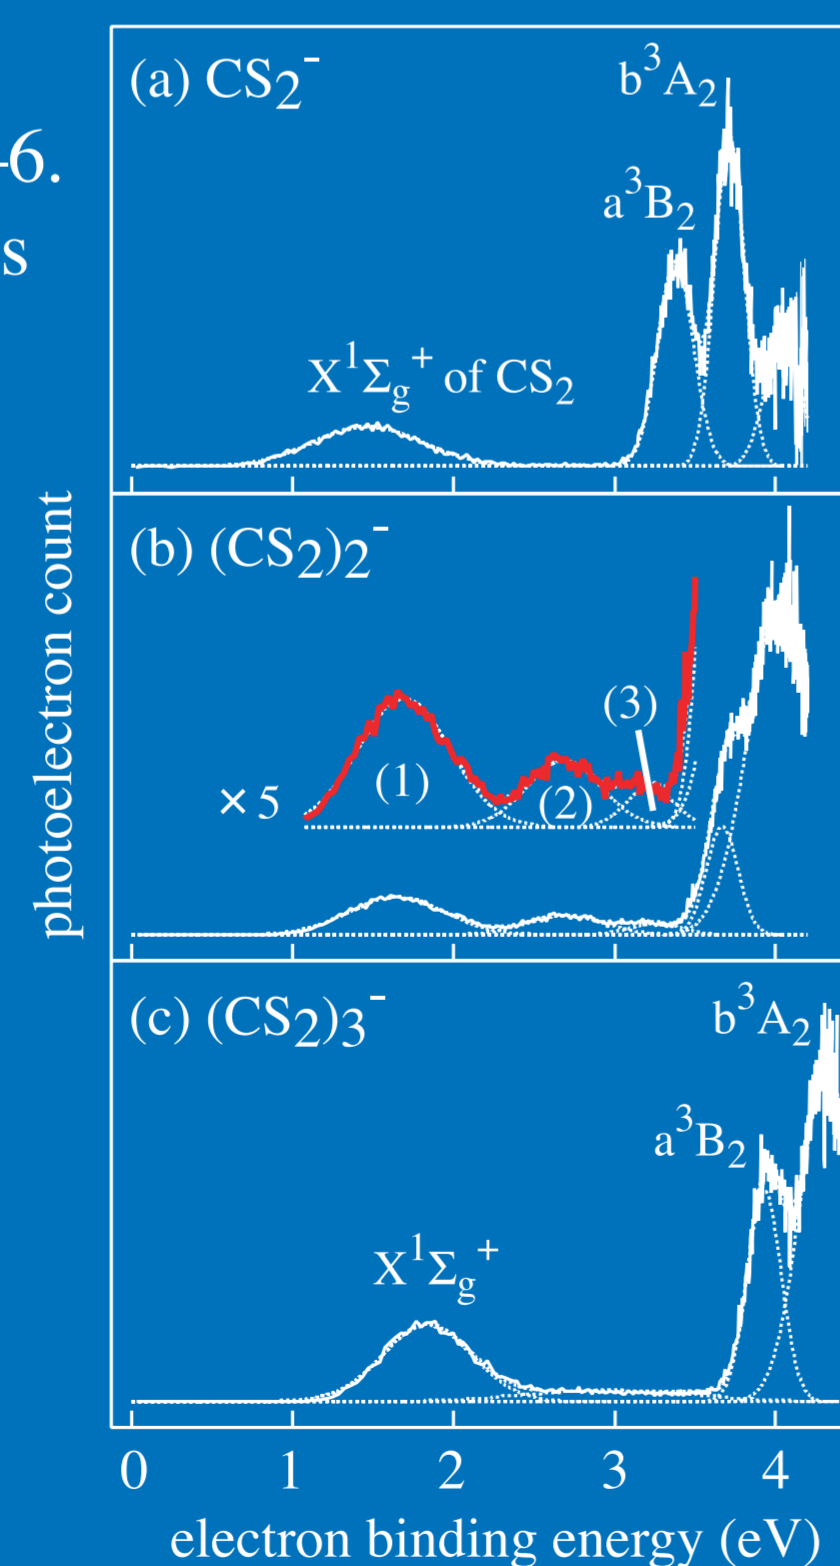 -6.
s
(a) CS₂⁻
b³A₂
a³B₂
X¹Σg⁺ of CS₂
photoelectron count
(b) (CS₂)₂⁻
(3)
×5
(1)
(2)
(c) (CS₂)₃⁻
b³A₂
a³B₂
X¹Σg⁺
0 1 2 3 4
electron binding energy (eV)